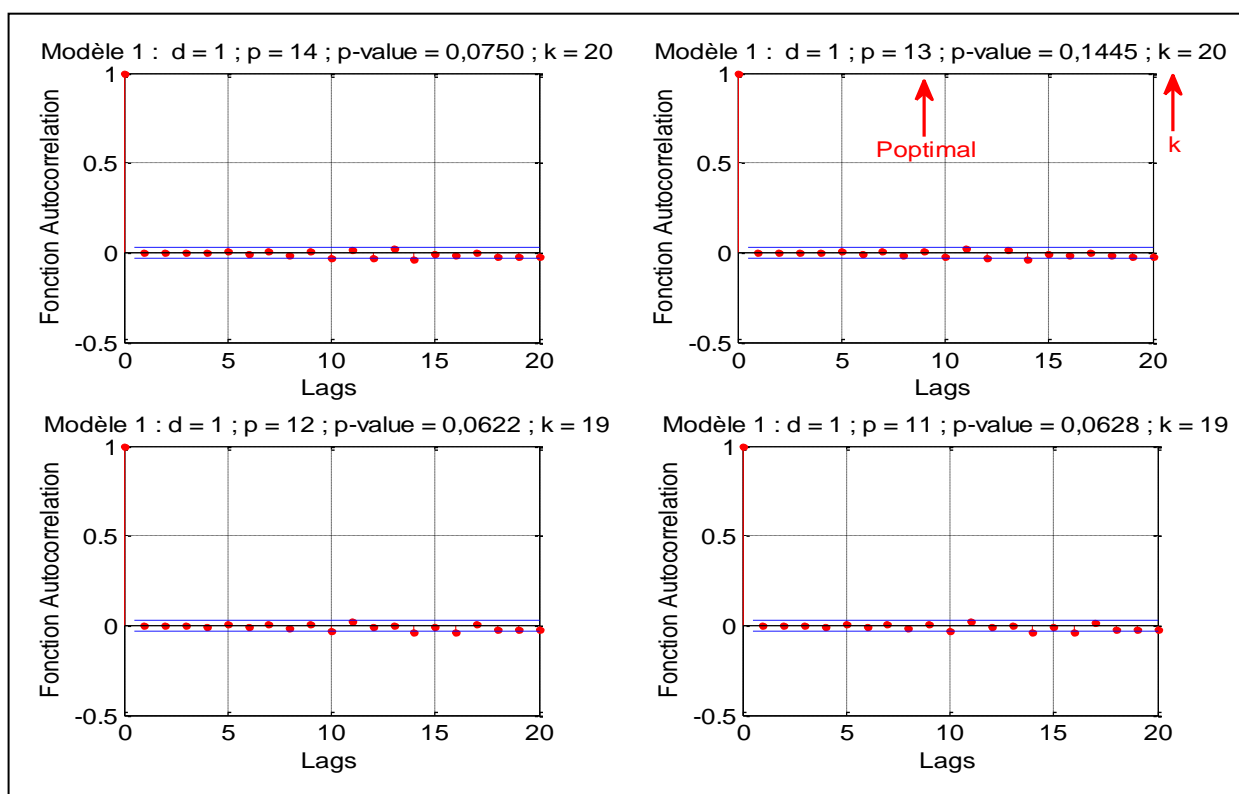 Modèle 1 : d = 1 ; p = 14 ; p-value = 0,0750 ; k = 20
1
0.5
0
-0.5
Fonction Autocorrelation
0 5 10 15 20
Lags
Modèle 1 : d = 1 ; p = 13 ; p-value = 0,1445 ; k = 20
1
0.5
0
-0.5
Fonction Autocorrelation
Poptimal
k
0 5 10 15 20
Lags
Modèle 1 : d = 1 ; p = 12 ; p-value = 0,0622 ; k = 19
1
0.5
0
-0.5
Fonction Autocorrelation
0 5 10 15 20
Lags
Modèle 1 : d = 1 ; p = 11 ; p-value = 0,0628 ; k = 19
1
0.5
0
-0.5
Fonction Autocorrelation
0 5 10 15 20
Lags